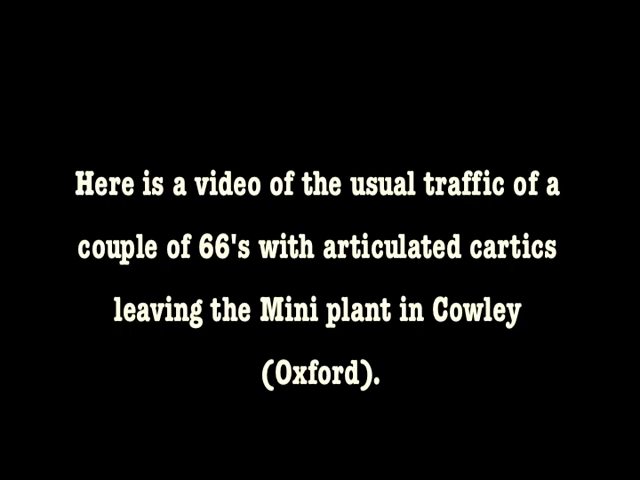 Here is a video of the usual traffic of a
couple of 66's with articulated cartics
leaving the Mini plant in Cowley
(Oxford).